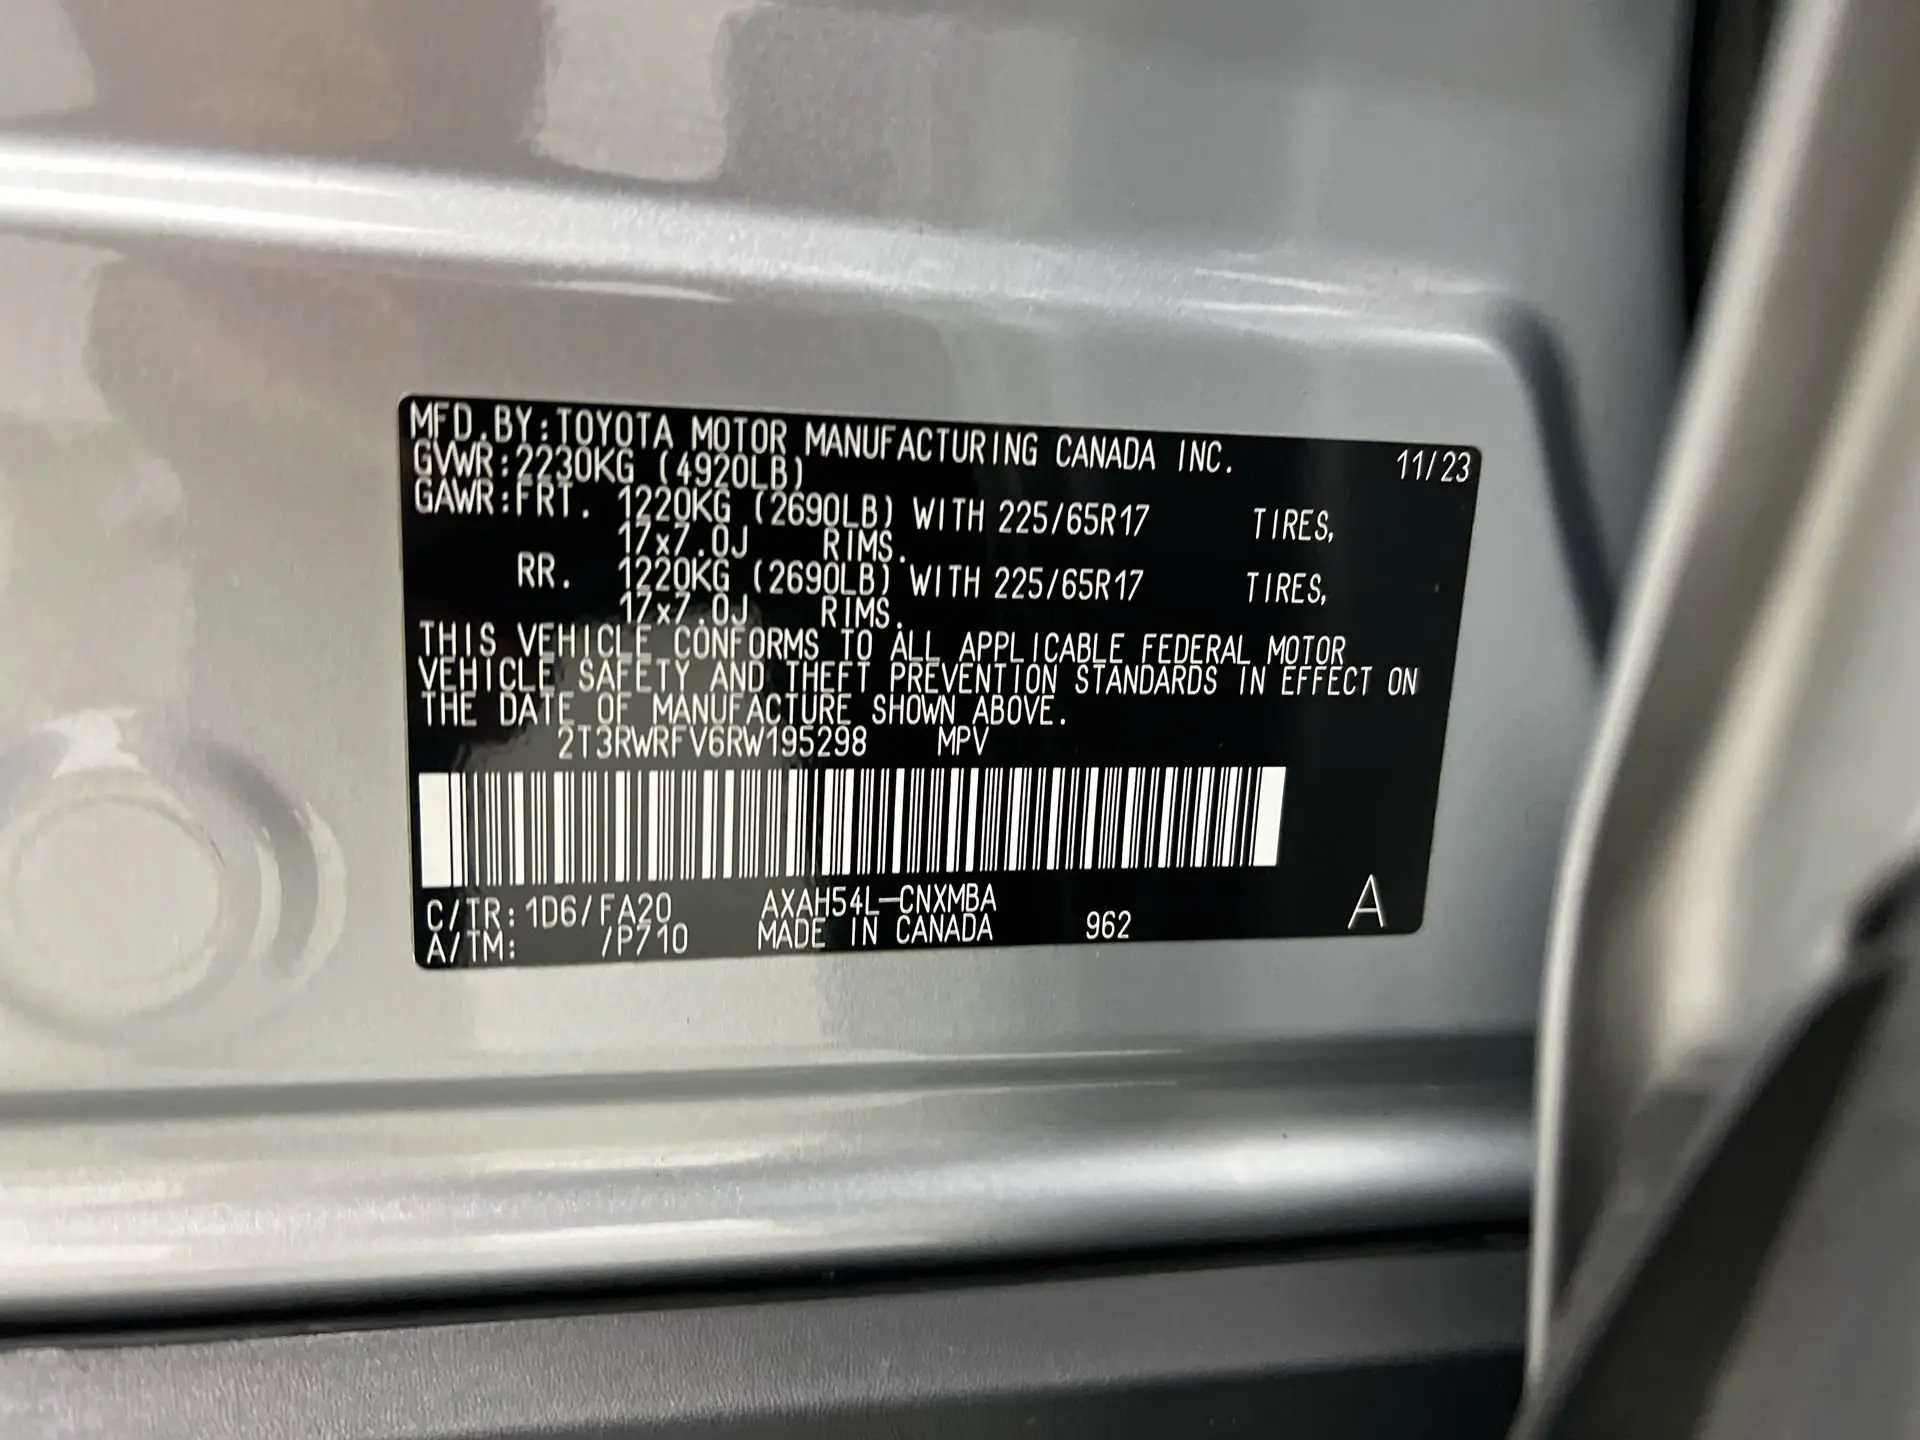 MFD.BY:TOYOTA MOTOR MANUFACTURING CANADA INC. 11/23
GVWR:2230KG (4920LB)
GAWR:FRT. 1220KG (2690LB) WITH 225/65R17 TIRES,
17x7.0J RIMS.
RR. 1220KG (2690LB) WITH 225/65R17 TIRES,
17x7.0J RIMS.
THIS VEHICLE CONFORMS TO ALL APPLICABLE FEDERAL MOTOR
VEHICLE SAFETY AND THEFT PREVENTION STANDARDS IN EFFECT ON
THE DATE OF MANUFACTURE SHOWN ABOVE.
2T3RWRFV6RW195298 MPV
C/TR:1D6/FA20 AXAH54L-CNXMBA
A/TM: /P710 MADE IN CANADA 962 A